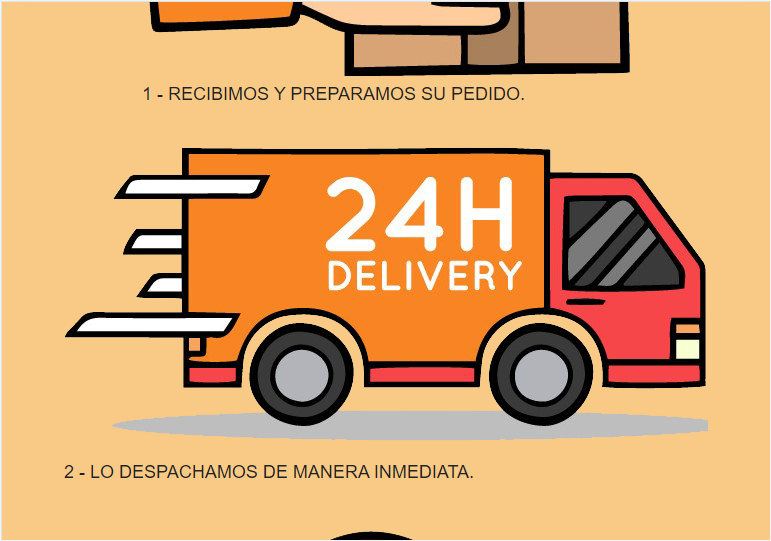 1 - RECIBIMOS Y PREPARAMOS SU PEDIDO.
24H
DELIVERY
2 - LO DESPACHAMOS DE MANERA INMEDIATA.